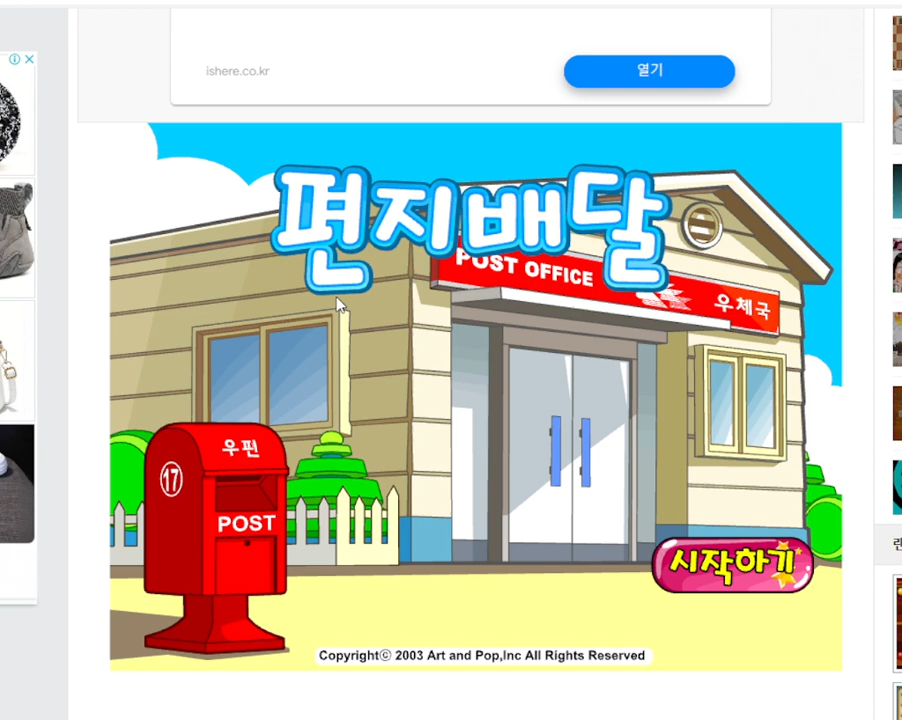 ishere.co.kr
열기
편지배달
POST OFFICE
우체국
우편
17
POST
시작하기
Copyrightⓒ 2003 Art and Pop,Inc All Rights Reserved